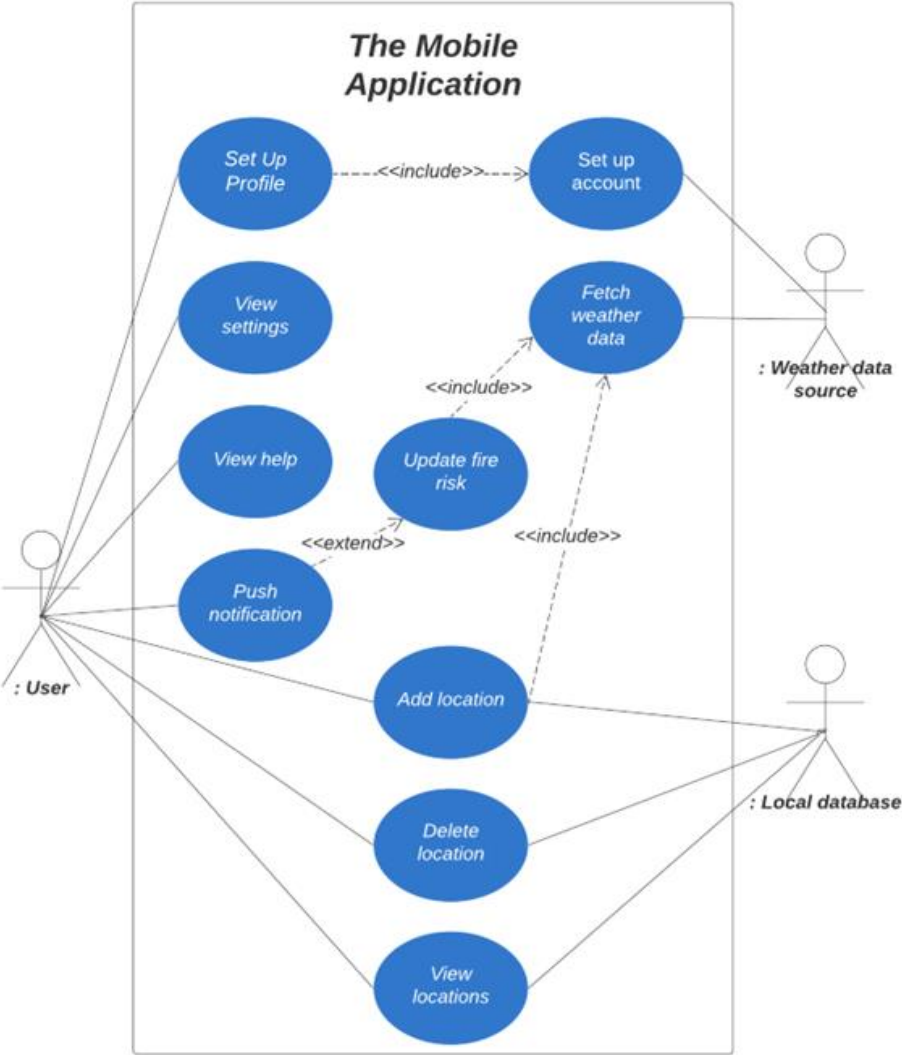 The Mobile
Application
Set Up
Profile
<<include>>
Set up
account
View
settings
Fetch
weather
data
: Weather data
source
<<include>>
View help
Update fire
risk
<<extend>>
<<include>>
Push
notification
: User
Add location
: Local database
Delete
location
View
locations